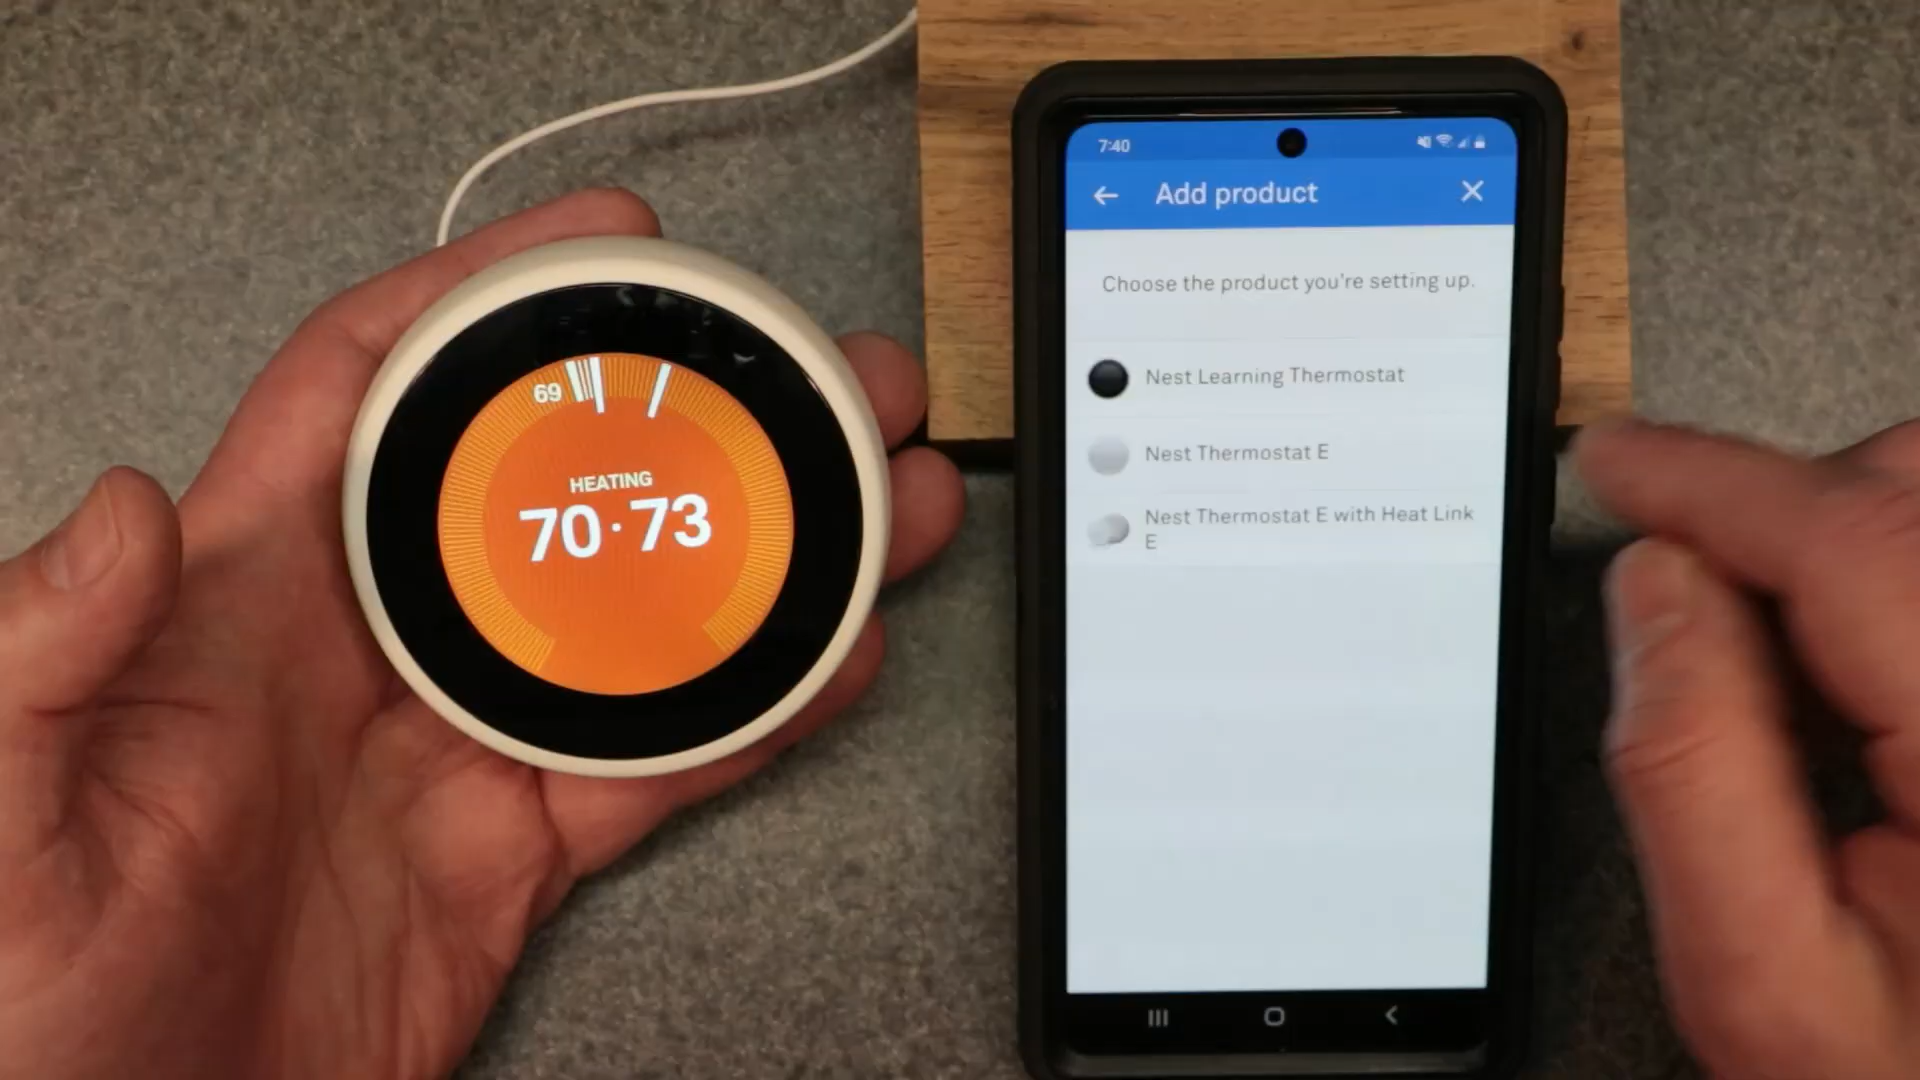 69
HEATING
70·73
7:40
Add product
Choose the product you're setting up.
Nest Learning Thermostat
Nest Thermostat E
Nest Thermostat E with Heat Link
E